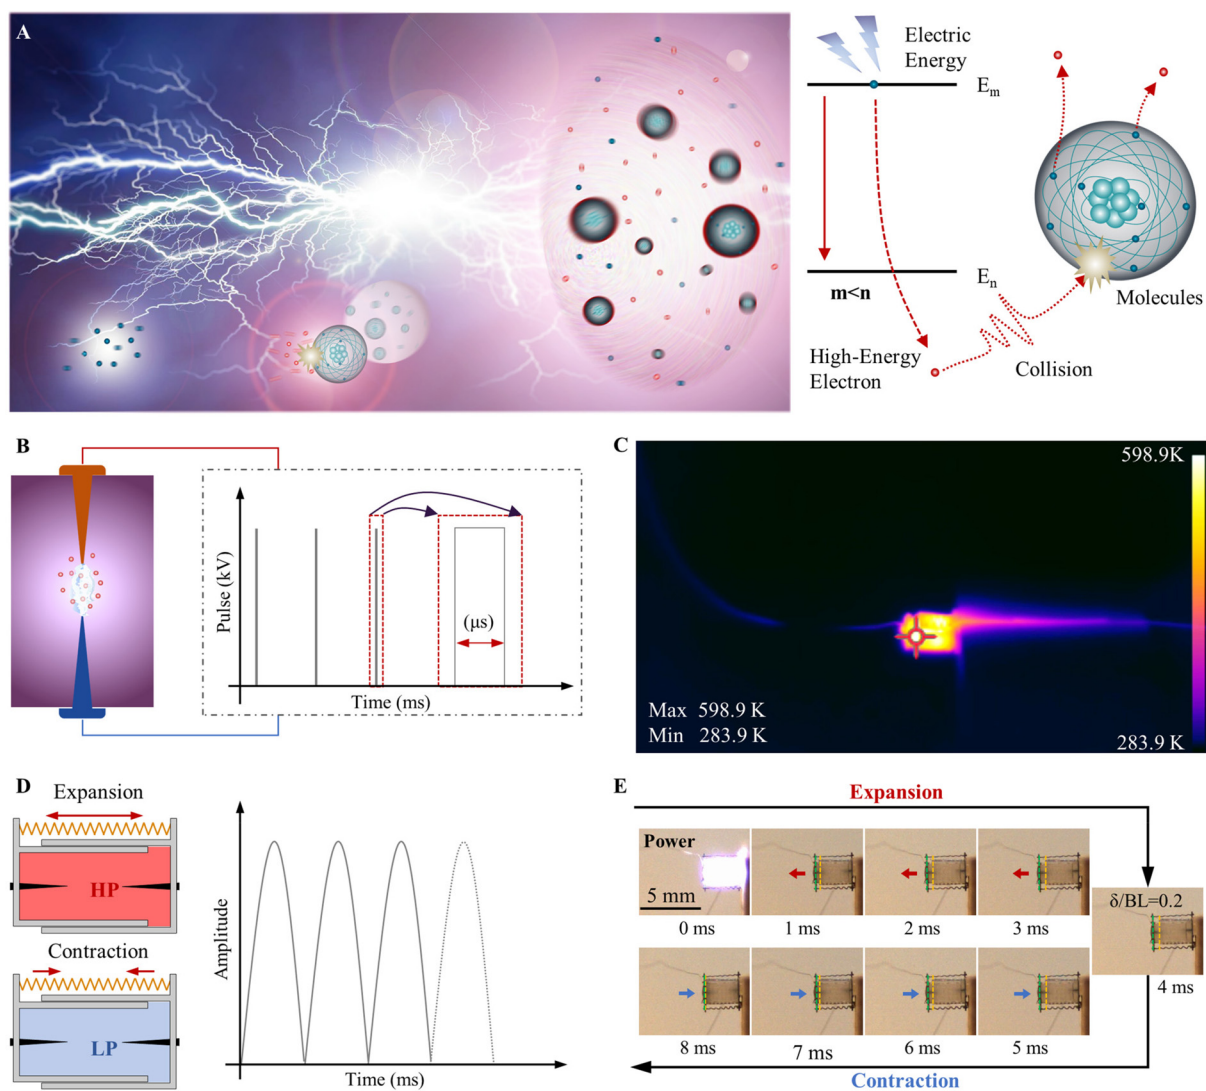 A
Electric
Energy
E_m
m<n
E_n
Molecules
High-Energy
Electron
Collision
B
Pulse (kV)
(μs)
Time (ms)
C
598.9K
Max 598.9 K
Min 283.9 K
283.9 K
D
Expansion
HP
Contraction
LP
Amplitude
Time (ms)
E
Expansion
Power
5 mm
0 ms
1 ms
2 ms
3 ms
δ/BL=0.2
4 ms
8 ms
7 ms
6 ms
5 ms
Contraction